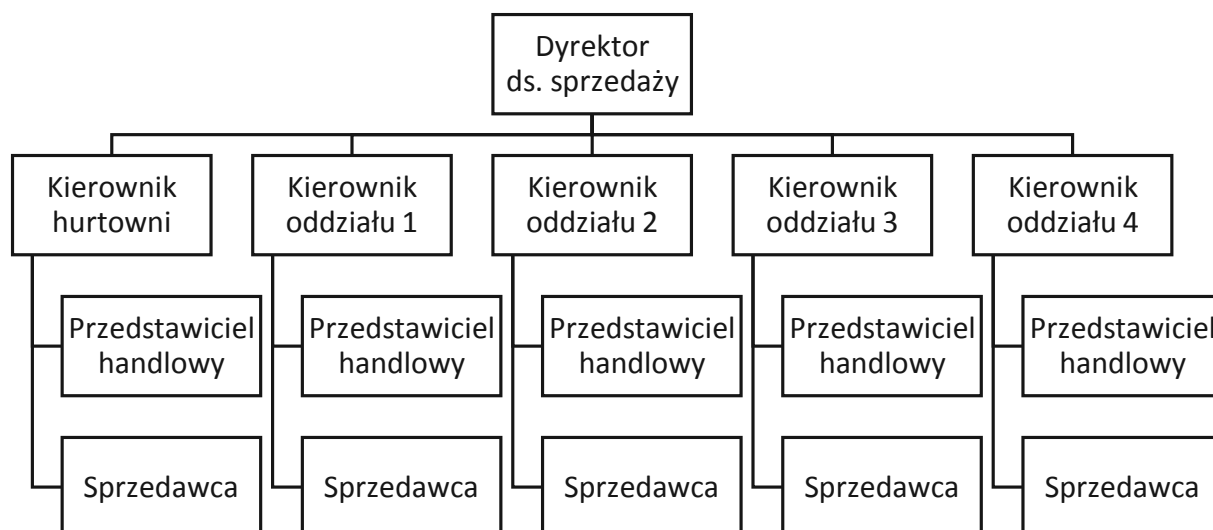 Dyrektor
ds. sprzedaży
Kierownik
hurtowni
Kierownik
oddziału 1
Kierownik
oddziału 2
Kierownik
oddziału 3
Kierownik
oddziału 4
Przedstawiciel
handlowy
Przedstawiciel
handlowy
Przedstawiciel
handlowy
Przedstawiciel
handlowy
Przedstawiciel
handlowy
Sprzedawca
Sprzedawca
Sprzedawca
Sprzedawca
Sprzedawca